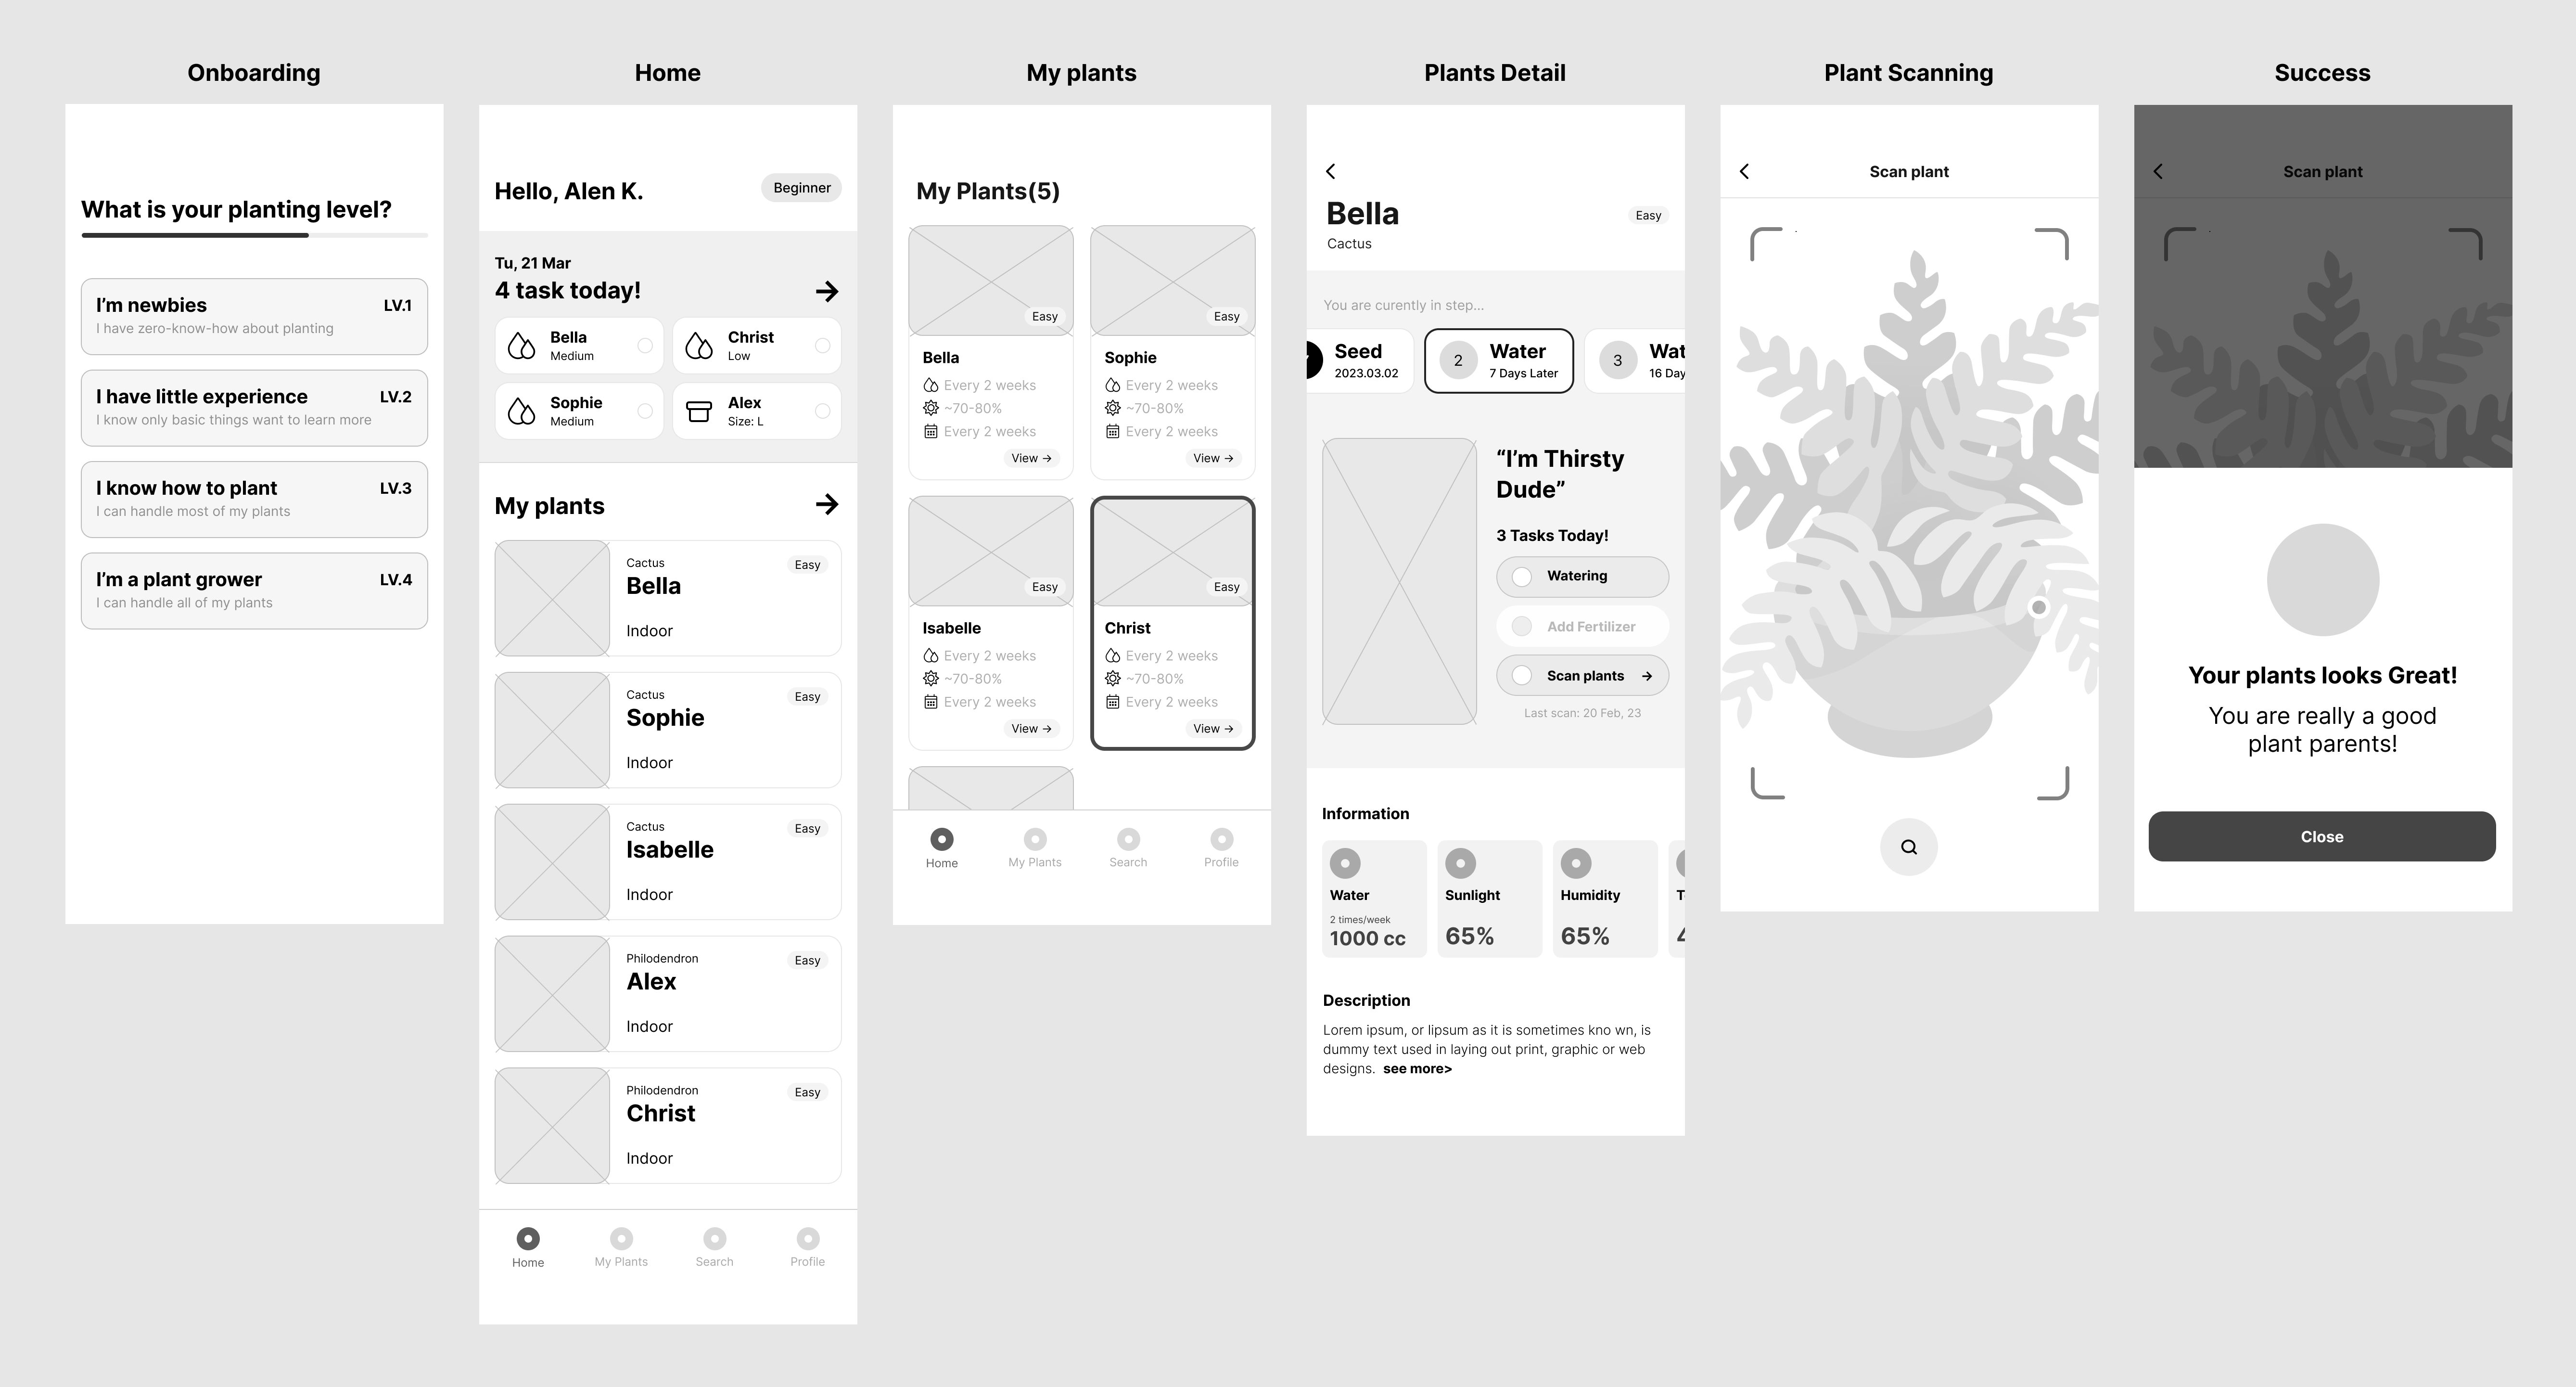 Onboarding
What is your planting level?
I'm newbies
LV.1
I have zero-know-how about planting
I have little experience
LV.2
I know only basic things want to learn more
I know how to plant
LV.3
I can handle most of my plants
I'm a plant grower
LV.4
I can handle all of my plants
Home
Hello, Alen K.
Beginner
Tu, 21 Mar
4 task today!
Bella
Medium
Christ
Low
Sophie
Medium
Alex
Size: L
My plants
Cactus
Easy
Bella
Indoor
Cactus
Easy
Sophie
Indoor
Cactus
Easy
Isabelle
Indoor
Philodendron
Easy
Alex
Indoor
Philodendron
Easy
Christ
Indoor
Home
My Plants
Search
Profile
My plants
My Plants(5)
Easy
Bella
Every 2 weeks
~70-80%
Every 2 weeks
View →
Easy
Sophie
Every 2 weeks
~70-80%
Every 2 weeks
View →
Easy
Isabelle
Every 2 weeks
~70-80%
Every 2 weeks
View →
Easy
Christ
Every 2 weeks
~70-80%
Every 2 weeks
View →
Home
My Plants
Search
Profile
Plants Detail
Bella
Easy
Cactus
You are curently in step...
Seed
2023.03.02
2
Water
7 Days Later
3
Wat
16 Day
“I'm Thirsty
Dude”
3 Tasks Today!
Watering
Add Fertilizer
Scan plants →
Last scan: 20 Feb, 23
Information
Water
2 times/week
1000 cc
Sunlight
65%
Humidity
65%
Description
Lorem ipsum, or lipsum as it is sometimes kno wn, is
dummy text used in laying out print, graphic or web
designs. see more>
Plant Scanning
Scan plant
Success
Scan plant
Your plants looks Great!
You are really a good
plant parents!
Close